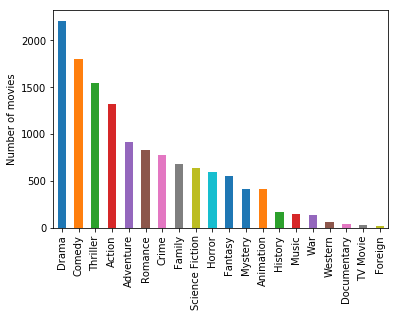 Number of movies
2000
1500
1000
500
0
Drama
Comedy
Thriller
Action
Adventure
Romance
Crime
Family
Science Fiction
Horror
Fantasy
Mystery
Animation
History
Music
War
Western
Documentary
TV Movie
Foreign